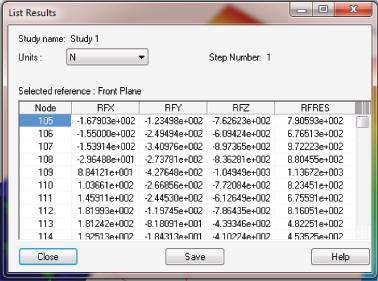 List Results
Study name: Study 1
Units : N Step Number: 1
Selected reference : Front Plane
Node RFX RFY RFZ RFRES
105 -1.67903e+002 -1.23498e+002 -7.62623e+002 7.90593e+002
106 -1.55000e+002 -2.49494e+002 -6.09424e+002 6.76513e+002
107 -1.53914e+002 -3.40976e+002 -8.97365e+002 9.72223e+002
108 -2.96488e+001 -2.73781e+002 -8.36281e+002 8.80455e+002
109 8.84121e+001 -4.27648e+002 -1.04949e+003 1.13672e+003
110 1.03661e+002 -2.66856e+002 -7.72084e+002 8.23451e+002
111 1.45911e+002 -2.44530e+002 -6.12649e+002 6.75591e+002
112 1.81993e+002 -1.19745e+002 -7.86435e+002 8.16051e+002
113 1.81242e+002 -8.18091e+001 -4.39346e+002 4.82251e+002
114 1.92513e+002 -1.84313e+001 -4.10224e+002 4.53525e+002
Close Save Help